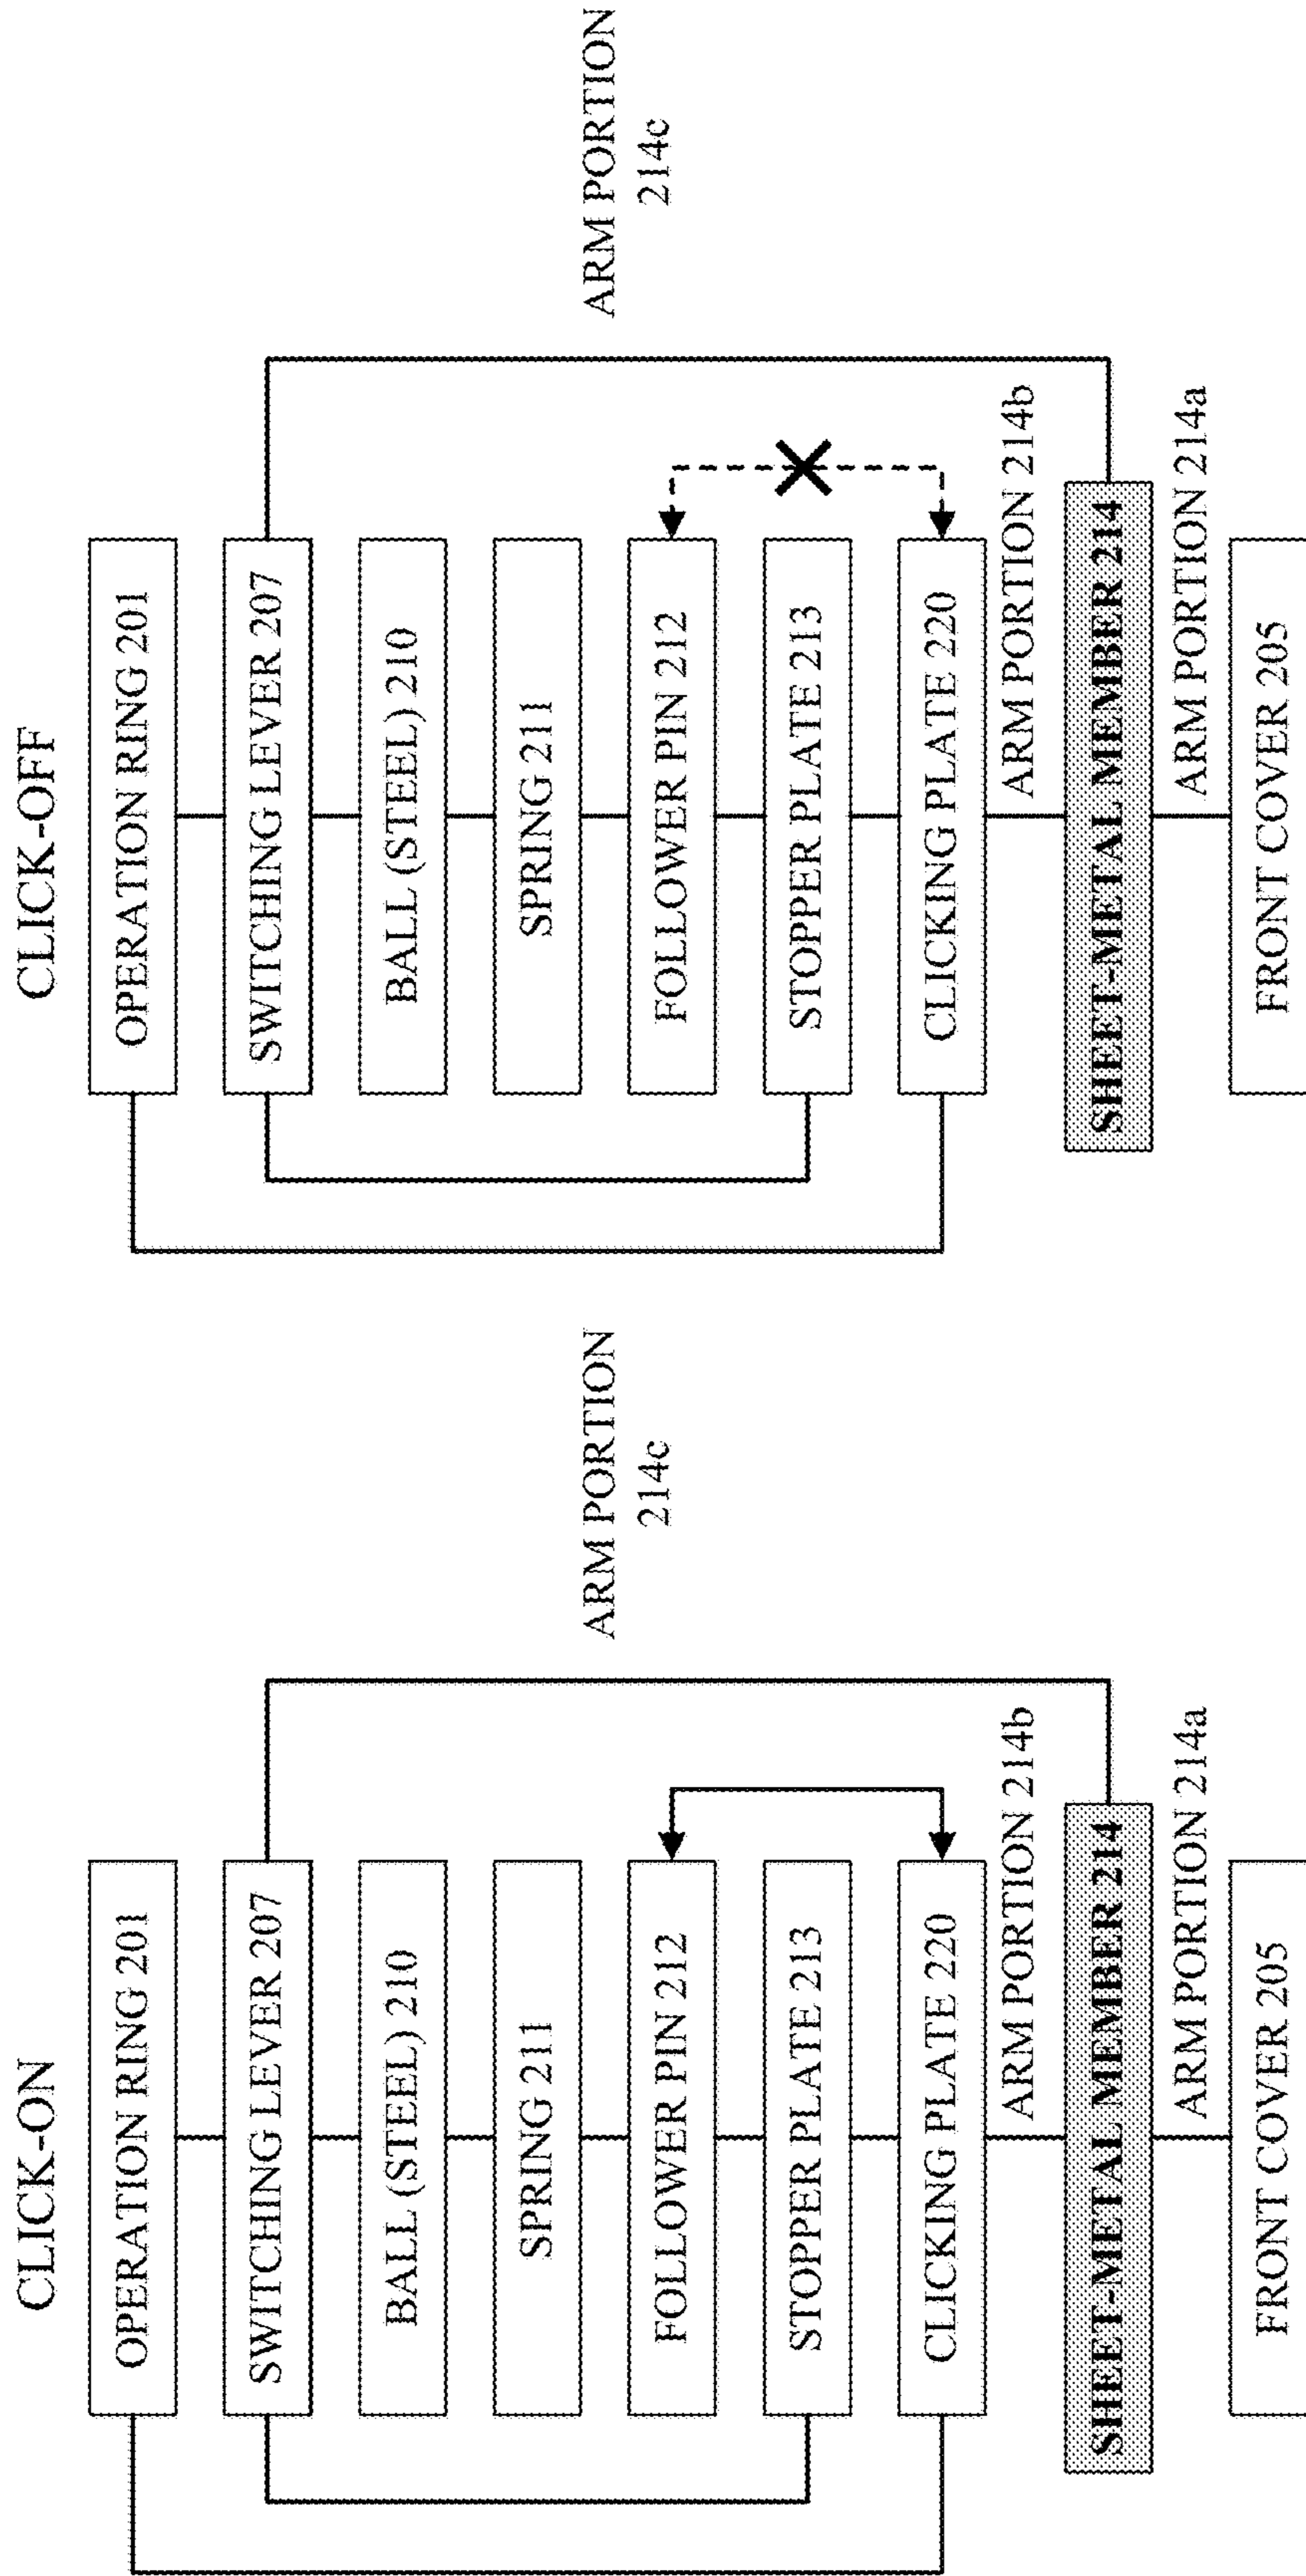 CLICK-ON
OPERATION RING 201
SWITCHING LEVER 207
BALL (STEEL) 210
SPRING 211
FOLLOWER PIN 212
STOPPER PLATE 213
CLICKING PLATE 220
ARM PORTION 214b
SHEET-METAL MEMBER 214
ARM PORTION 214a
FRONT COVER 205
ARM PORTION
214c
CLICK-OFF
OPERATION RING 201
SWITCHING LEVER 207
BALL (STEEL) 210
SPRING 211
FOLLOWER PIN 212
STOPPER PLATE 213
CLICKING PLATE 220
ARM PORTION 214b
SHEET-METAL MEMBER 214
ARM PORTION 214a
FRONT COVER 205
ARM PORTION
214c